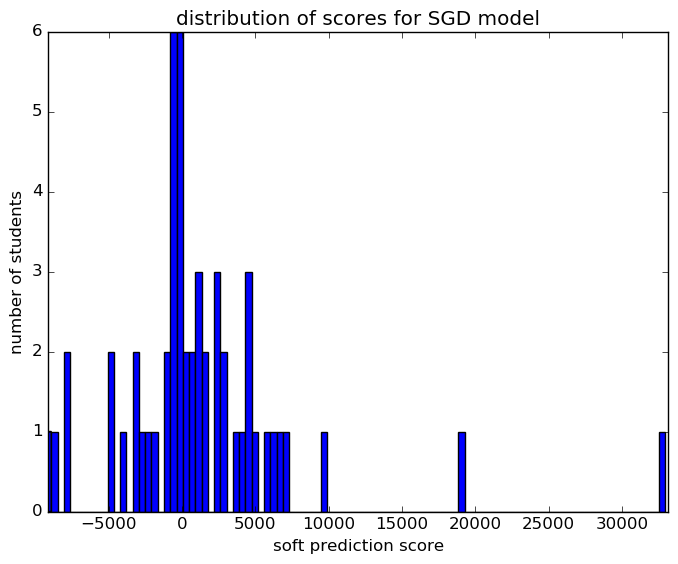 distribution of scores for SGD model
6
5
4
3
2
1
0
number of students
−5000 0 5000 10000 15000 20000 25000 30000
soft prediction score